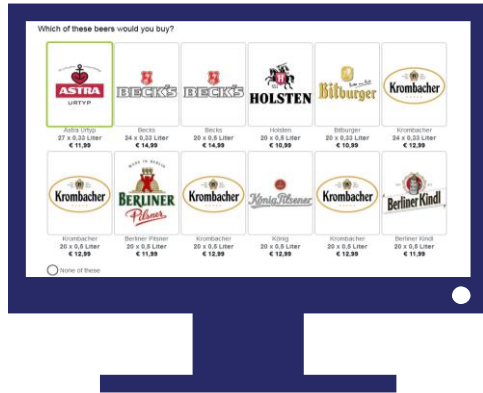 Which of these beers would you buy?
ASTRA
URTYP
BECK'S
BECK'S
HOLSTEN
Bitburger
Krombacher
Astra Urtyp
Becks
Becks
Holsten
Bitburger
Krombacher
27 x 0,33 Liter
24 x 0,33 Liter
20 x 0,5 Liter
20 x 0,5 Liter
20 x 0,33 Liter
24 x 0,33 Liter
€ 11,99
€ 14,99
€ 14,99
€ 10,99
€ 10,99
€ 12,99
Krombacher
MADE IN BERLIN
BERLINER
Pilsner
Krombacher
König Pilsener
Krombacher
Berliner Kindl
Krombacher
Berliner Pilsner
Krombacher
König
Krombacher
Berliner Kindl
20 x 0,5 Liter
20 x 0,5 Liter
20 x 0,5 Liter
20 x 0,5 Liter
20 x 0,5 Liter
20 x 0,5 Liter
€ 12,99
€ 11,99
€ 12,99
€ 12,99
€ 12,99
€ 11,99
None of these